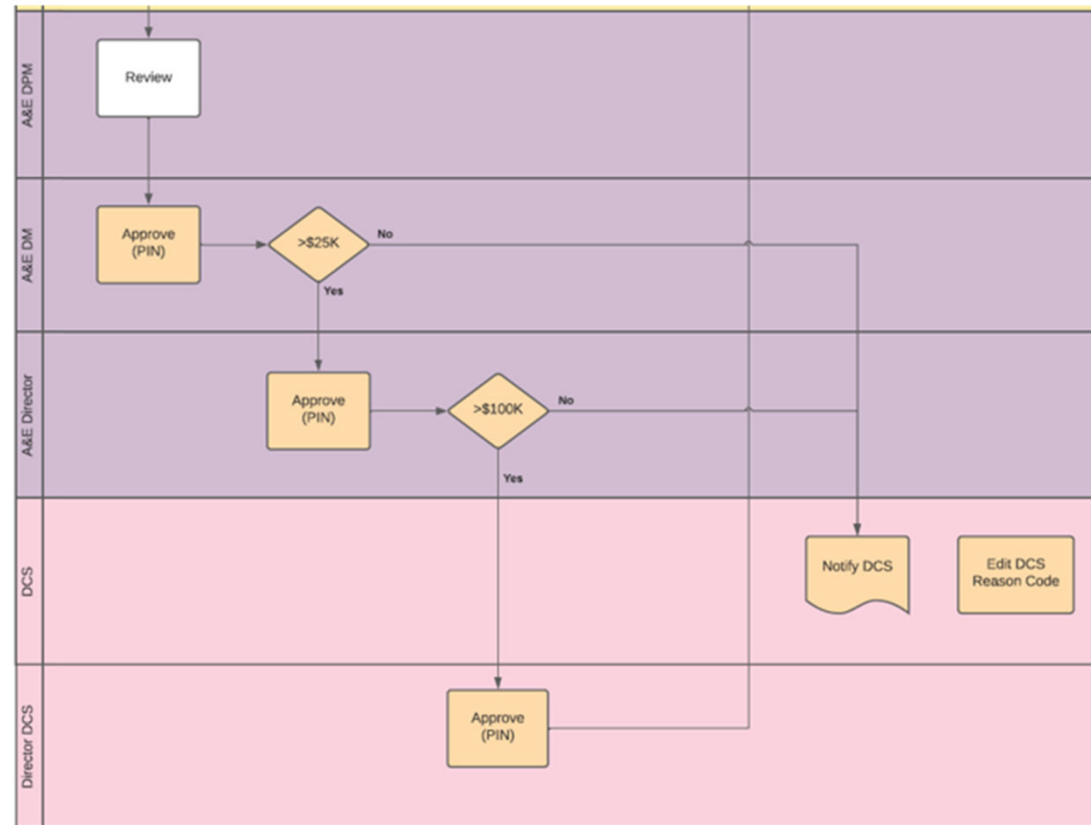 A&E DPM
Review
A&E DM
Approve
(PIN)
>$25K
No
Yes
A&E Director
Approve
(PIN)
>$100K
No
Yes
DCS
Notify DCS
Edit DCS
Reason Code
Director DCS
Approve
(PIN)